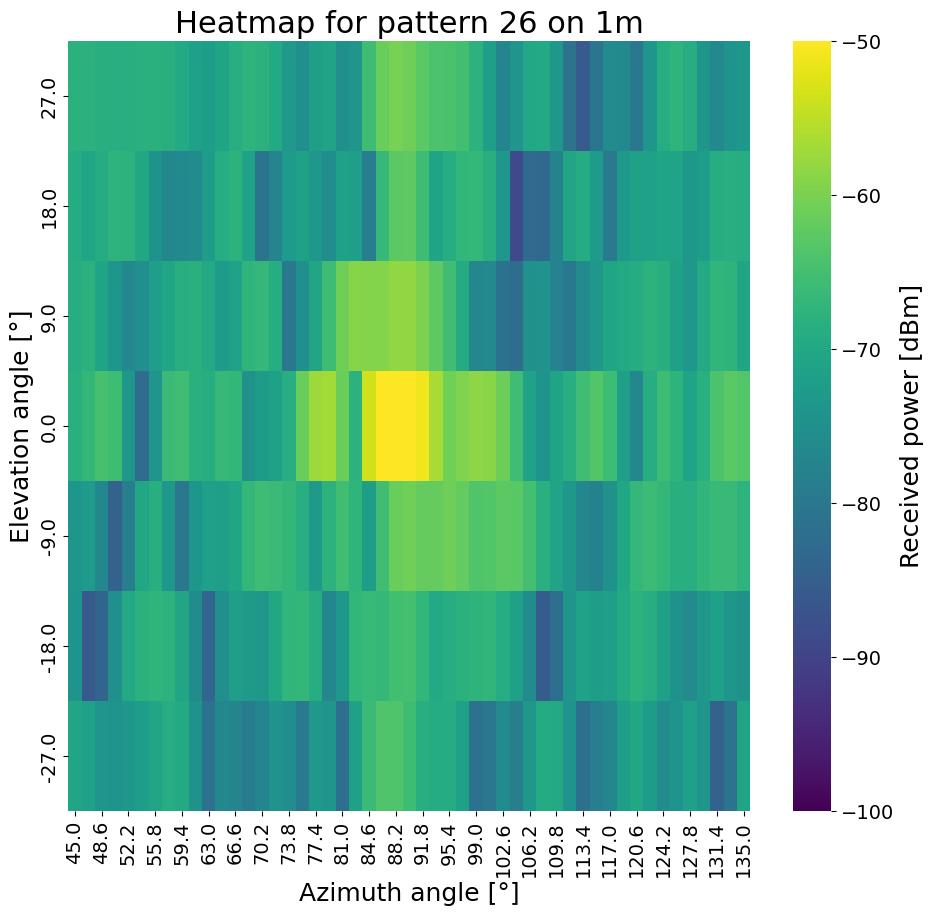 Heatmap for pattern 26 on 1m
Elevation angle [°]
27.0
18.0
9.0
0.0
-9.0
-18.0
-27.0
45.0 48.6 52.2 55.8 59.4 63.0 66.6 70.2 73.8 77.4 81.0 84.6 88.2 91.8 95.4 99.0 102.6 106.2 109.8 113.4 117.0 120.6 124.2 127.8 131.4 135.0
Azimuth angle [°]
−50
−60
−70
−80
−90
−100
Received power [dBm]